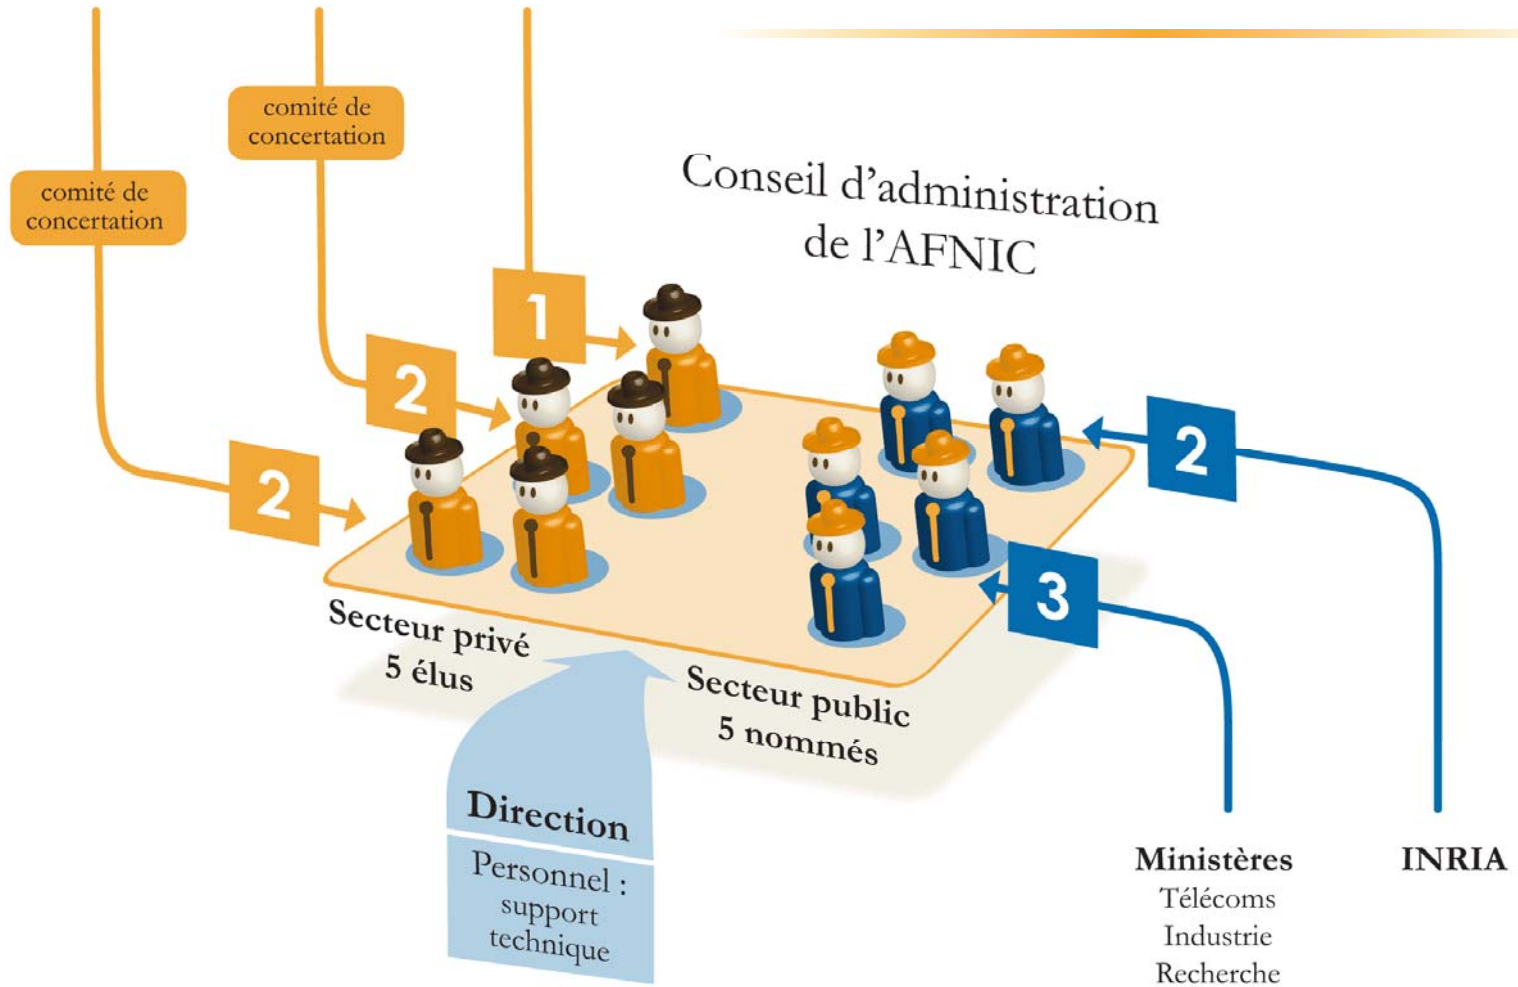 comité de
concertation
comité de
concertation
Conseil d'administration
de l'AFNIC
1
2
2
2
3
Secteur privé
5 élus
Secteur public
5 nommés
Direction
Personnel :
support
technique
Ministères
Télécoms
Industrie
Recherche
INRIA